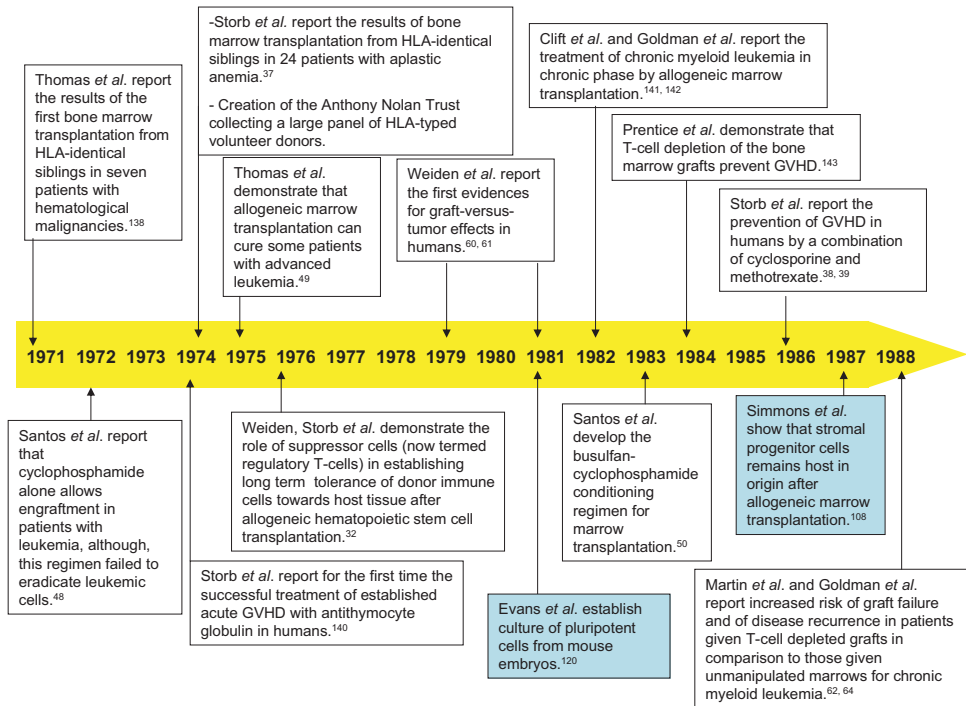 Thomas et al. report
the results of the
first bone marrow
transplantation from
HLA-identical
siblings in seven
patients with
hematological
malignancies.138
-Storb et al. report the results of bone
marrow transplantation from HLA-identical
siblings in 24 patients with aplastic
anemia.37
- Creation of the Anthony Nolan Trust
collecting a large panel of HLA-typed
volunteer donors.
Thomas et al.
demonstrate that
allogeneic marrow
transplantation can
cure some patients
with advanced
leukemia.49
Weiden et al. report
the first evidences
for graft-versus-
tumor effects in
humans.60, 61
Clift et al. and Goldman et al. report the
treatment of chronic myeloid leukemia in
chronic phase by allogeneic marrow
transplantation.141, 142
Prentice et al. demonstrate that
T-cell depletion of the bone
marrow grafts prevent GVHD.143
Storb et al. report the
prevention of GVHD in
humans by a combination
of cyclosporine and
methotrexate.38, 39
1971 1972 1973 1974 1975 1976 1977 1978 1979 1980 1981 1982 1983 1984 1985 1986 1987 1988
Santos et al. report
that
cyclophosphamide
alone allows
engraftment in
patients with
leukemia, although,
this regimen failed to
eradicate leukemic
cells.48
Weiden, Storb et al. demonstrate the
role of suppressor cells (now termed
regulatory T-cells) in establishing
long term tolerance of donor immune
cells towards host tissue after
allogeneic hematopoietic stem cell
transplantation.32
Storb et al. report for the first time the
successful treatment of established
acute GVHD with antithymocyte
globulin in humans.140
Evans et al. establish
culture of pluripotent
cells from mouse
embryos.120
Santos et al.
develop the
busulfan-
cyclophosphamide
conditioning
regimen for
marrow
transplantation.50
Simmons et al.
show that stromal
progenitor cells
remains host in
origin after
allogeneic marrow
transplantation.108
Martin et al. and Goldman et al.
report increased risk of graft failure
and of disease recurrence in patients
given T-cell depleted grafts in
comparison to those given
unmanipulated marrows for chronic
myeloid leukemia.62, 64